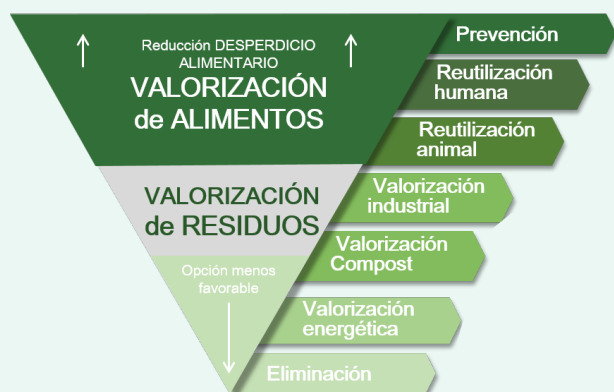 Reducción DESPERDICIO
ALIMENTARIO
VALORIZACIÓN
de ALIMENTOS
VALORIZACIÓN
de RESIDUOS
Opción menos
favorable
Prevención
Reutilización
humana
Reutilización
animal
Valorización
industrial
Valorización
Compost
Valorización
energética
Eliminación